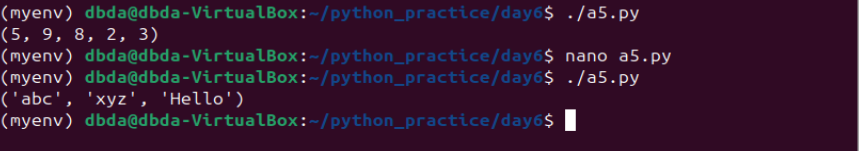 (myenv) dbda@dbda-VirtualBox:~/python_practice/day6$ ./a5.py
(5, 9, 8, 2, 3)
(myenv) dbda@dbda-VirtualBox:~/python_practice/day6$ nano a5.py
(myenv) dbda@dbda-VirtualBox:~/python_practice/day6$ ./a5.py
('abc', 'xyz', 'Hello')
(myenv) dbda@dbda-VirtualBox:~/python_practice/day6$